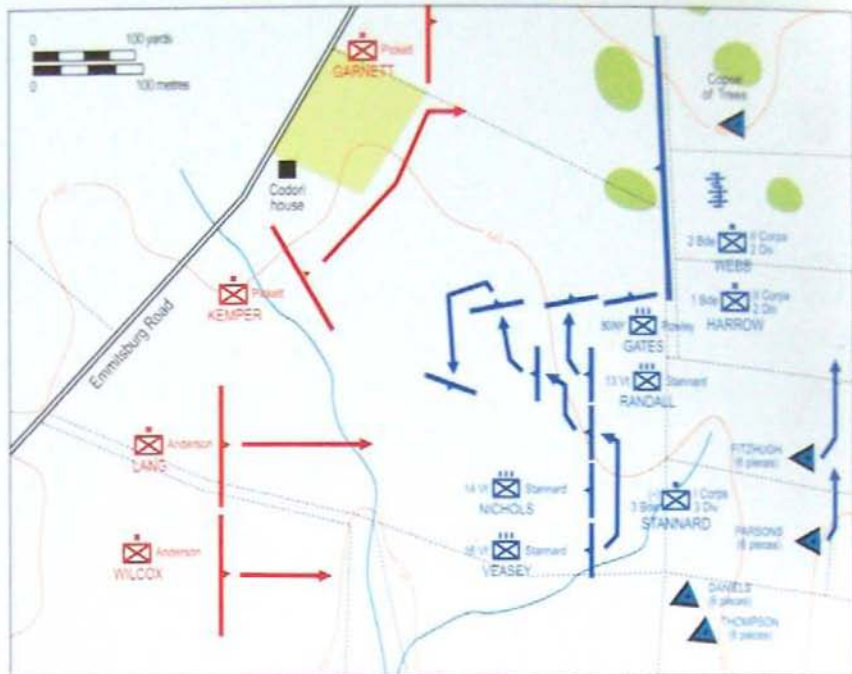 0 100 yards
0 100 metres
Pickett
GARNETT
Codori
house
Copse
of Trees
2 Bde II Corps
2 Div
WEBB
1 Bde II Corps
2 Div
HARROW
Pickett
KEMPER
Emmitsburg Road
80NY Rowley
GATES
13 Vt Stannard
RANDALL
Anderson
LANG
FITZHUGH
(6 pieces)
14 Vt Stannard
NICHOLS
(-) I Corps
3 Bde 3 Div
STANNARD
PARSONS
(6 pieces)
Anderson
WILCOX
16 Vt Stannard
VEASEY
DANIELS
(6 pieces)
THOMPSON
(6 pieces)